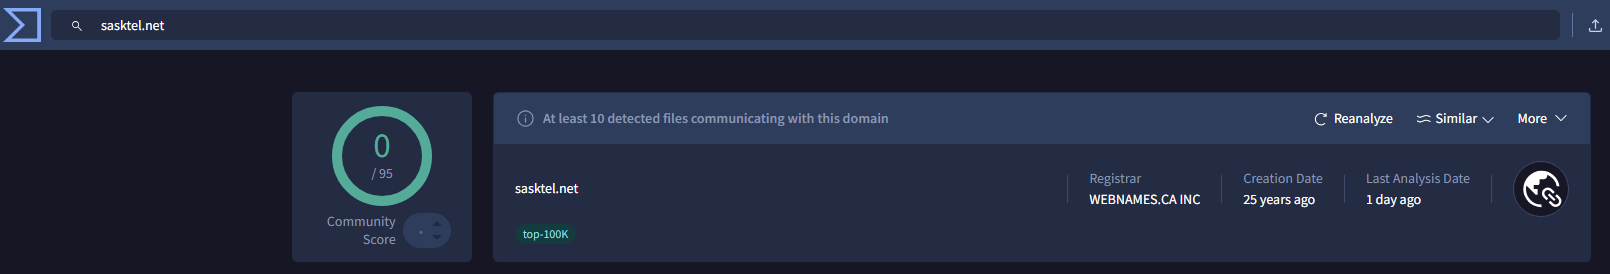 sasktel.net
0
/ 95
Community
Score
At least 10 detected files communicating with this domain
Reanalyze
Similar
More
sasktel.net
top-100K
Registrar
WEBNAMES.CA INC
Creation Date
25 years ago
Last Analysis Date
1 day ago